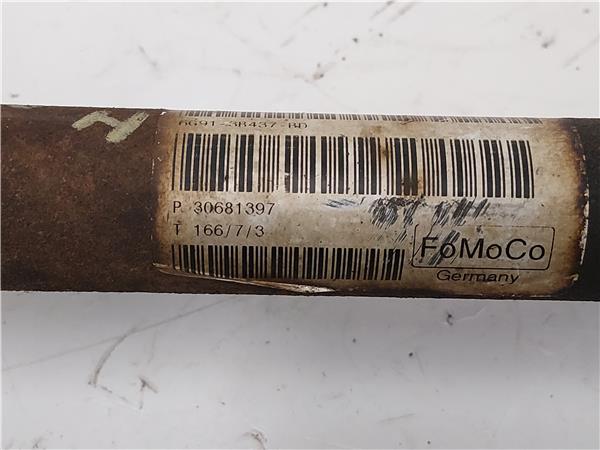 6G91-3B437-BD
P 30681397
T 166/7/3
FoMoCo
Germany